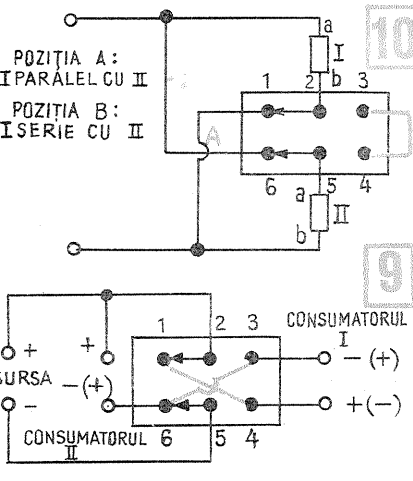 a
10
POZIȚIA A:
I
I PARALEL CU II
1 2 b 3
POZIȚIA B:
I SERIE CU II
A
6 5 4
a
II
b
9
1 2 3 CONSUMATORUL
I
+ + - (+)
SURSA - (+)
- + (-)
CONSUMATORUL 6 5 4
II